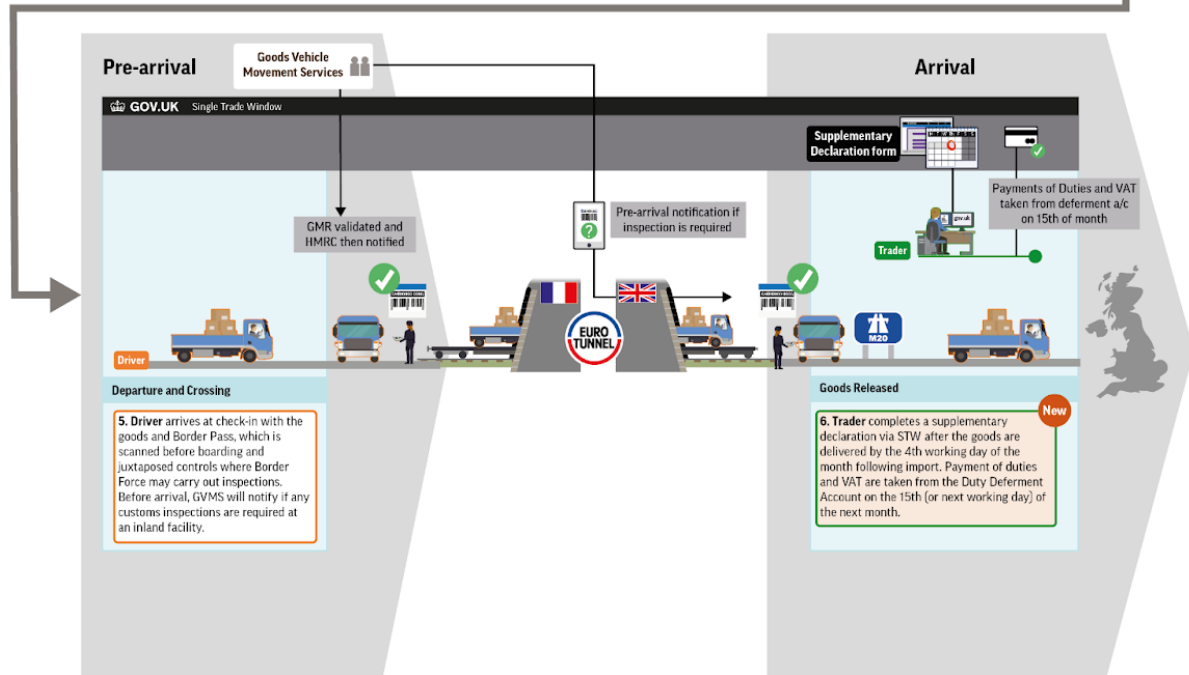 Pre-arrival
Goods Vehicle
Movement Services
Arrival
GOV.UK Single Trade Window
Supplementary
Declaration form
Payments of Duties and VAT
taken from deferment a/c
on 15th of month
GMR validated and
HMRC then notified
Pre-arrival notification if
inspection is required
?
gov.uk
Trader
EURO
TUNNEL
M20
Driver
Departure and Crossing
5. Driver arrives at check-in with the
goods and Border Pass, which is
scanned before boarding and
juxtaposed controls where Border
Force may carry out inspections.
Before arrival, GVMS will notify if any
customs inspections are required at
an inland facility.
Goods Released
New
6. Trader completes a supplementary
declaration via STW after the goods are
delivered by the 4th working day of the
month following import. Payment of duties
and VAT are taken from the Duty Deferment
Account on the 15th (or next working day) of
the next month.